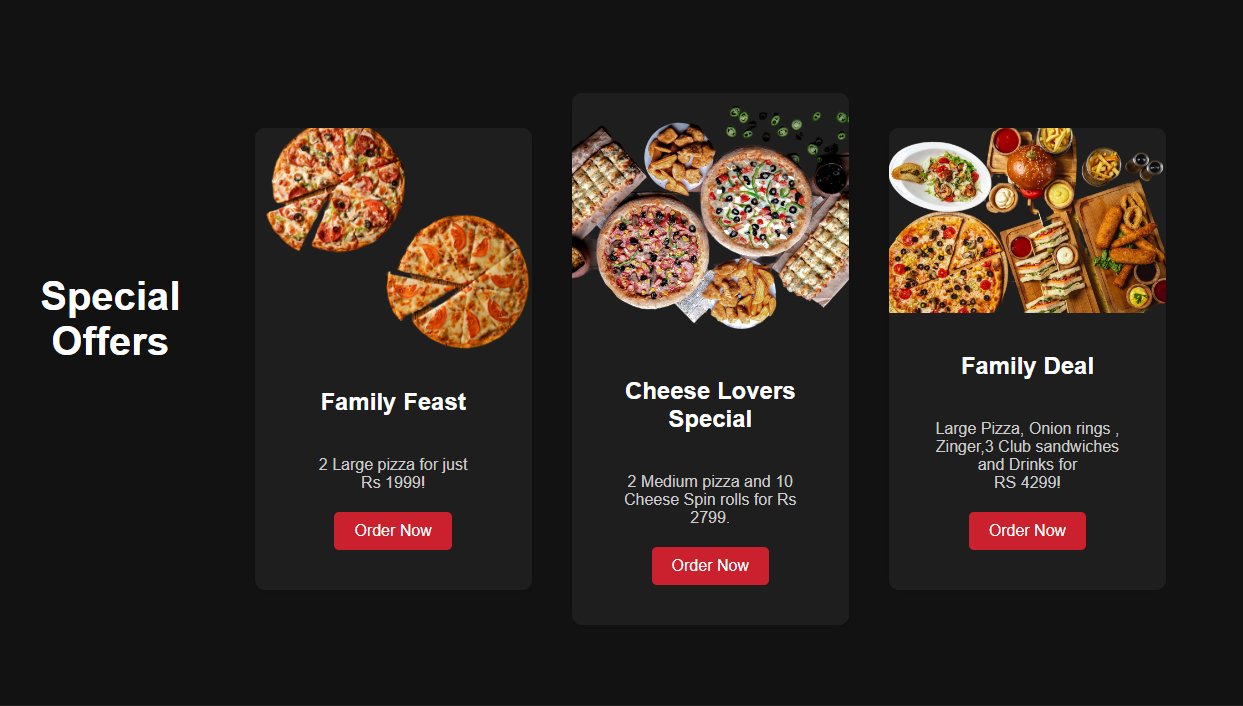 Special
Offers
Family Feast
2 Large pizza for just
Rs 1999!
Order Now
Cheese Lovers
Special
2 Medium pizza and 10
Cheese Spin rolls for Rs
2799.
Order Now
Family Deal
Large Pizza, Onion rings ,
Zinger,3 Club sandwiches
and Drinks for
RS 4299!
Order Now